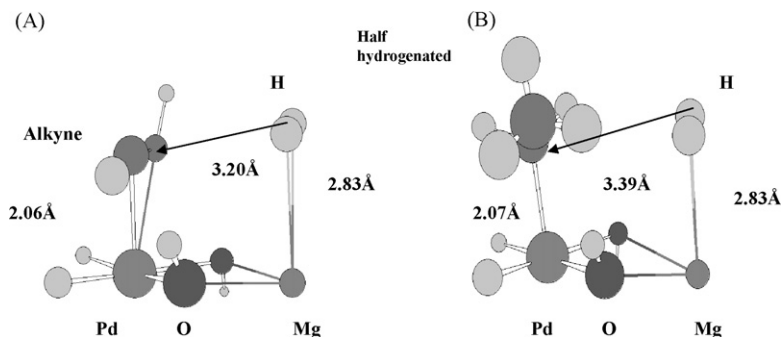 (A)
H
Alkyne
3.20Å
2.83Å
2.06Å
Pd O Mg
(B)
Half
hydrogenated
H
3.39Å
2.83Å
2.07Å
Pd O Mg